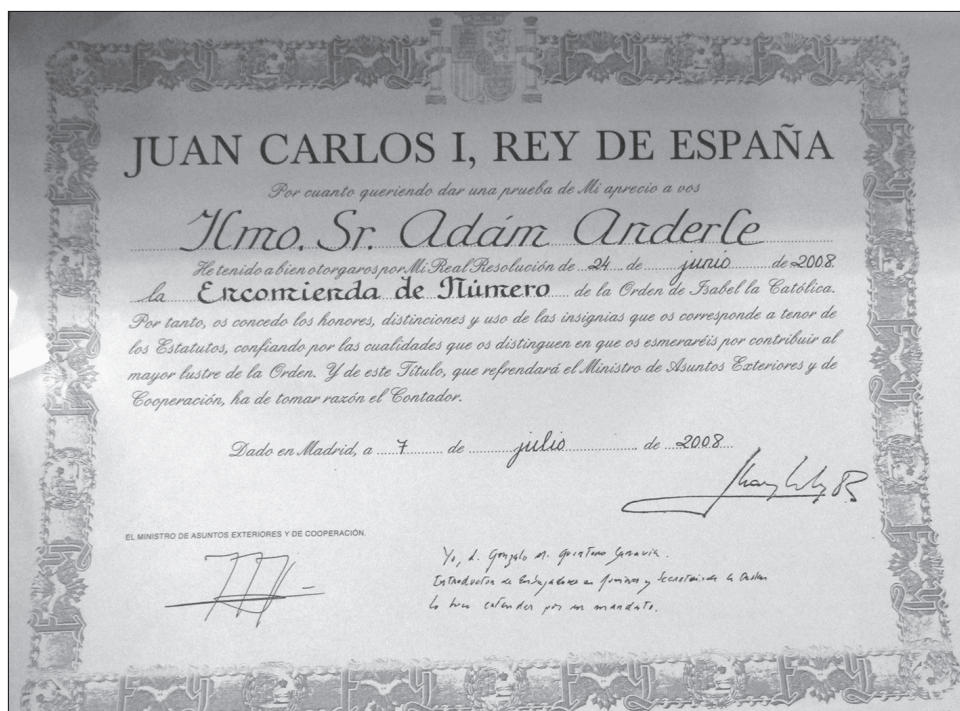 JUAN CARLOS I, REY DE ESPAÑA
Por cuanto queriendo dar una prueba de Mi aprecio a vos
Ilmo. Sr. Adám Anderle
He tenido a bien otorgaros por Mi Real Resolución de 24 de junio de 2008
la Encomienda de Número de la Orden de Isabel la Católica.
Por tanto, os concedo los honores, distinciones y uso de las insignias que os corresponde a tenor de
los Estatutos, confiando por las cualidades que os distinguen en que os esmeraréis por contribuir al
mayor lustre de la Orden. Y de este Título, que refrendará el Ministro de Asuntos Exteriores y de
Cooperación, ha de tomar razón el Contador.
Dado en Madrid, a 7 de julio de 2008
EL MINISTRO DE ASUNTOS EXTERIORES Y DE COOPERACIÓN,
Yo, d. Gonzalo
Introductor de Embajadores y Secretario de la Orden
lo hice extender por su mandato.